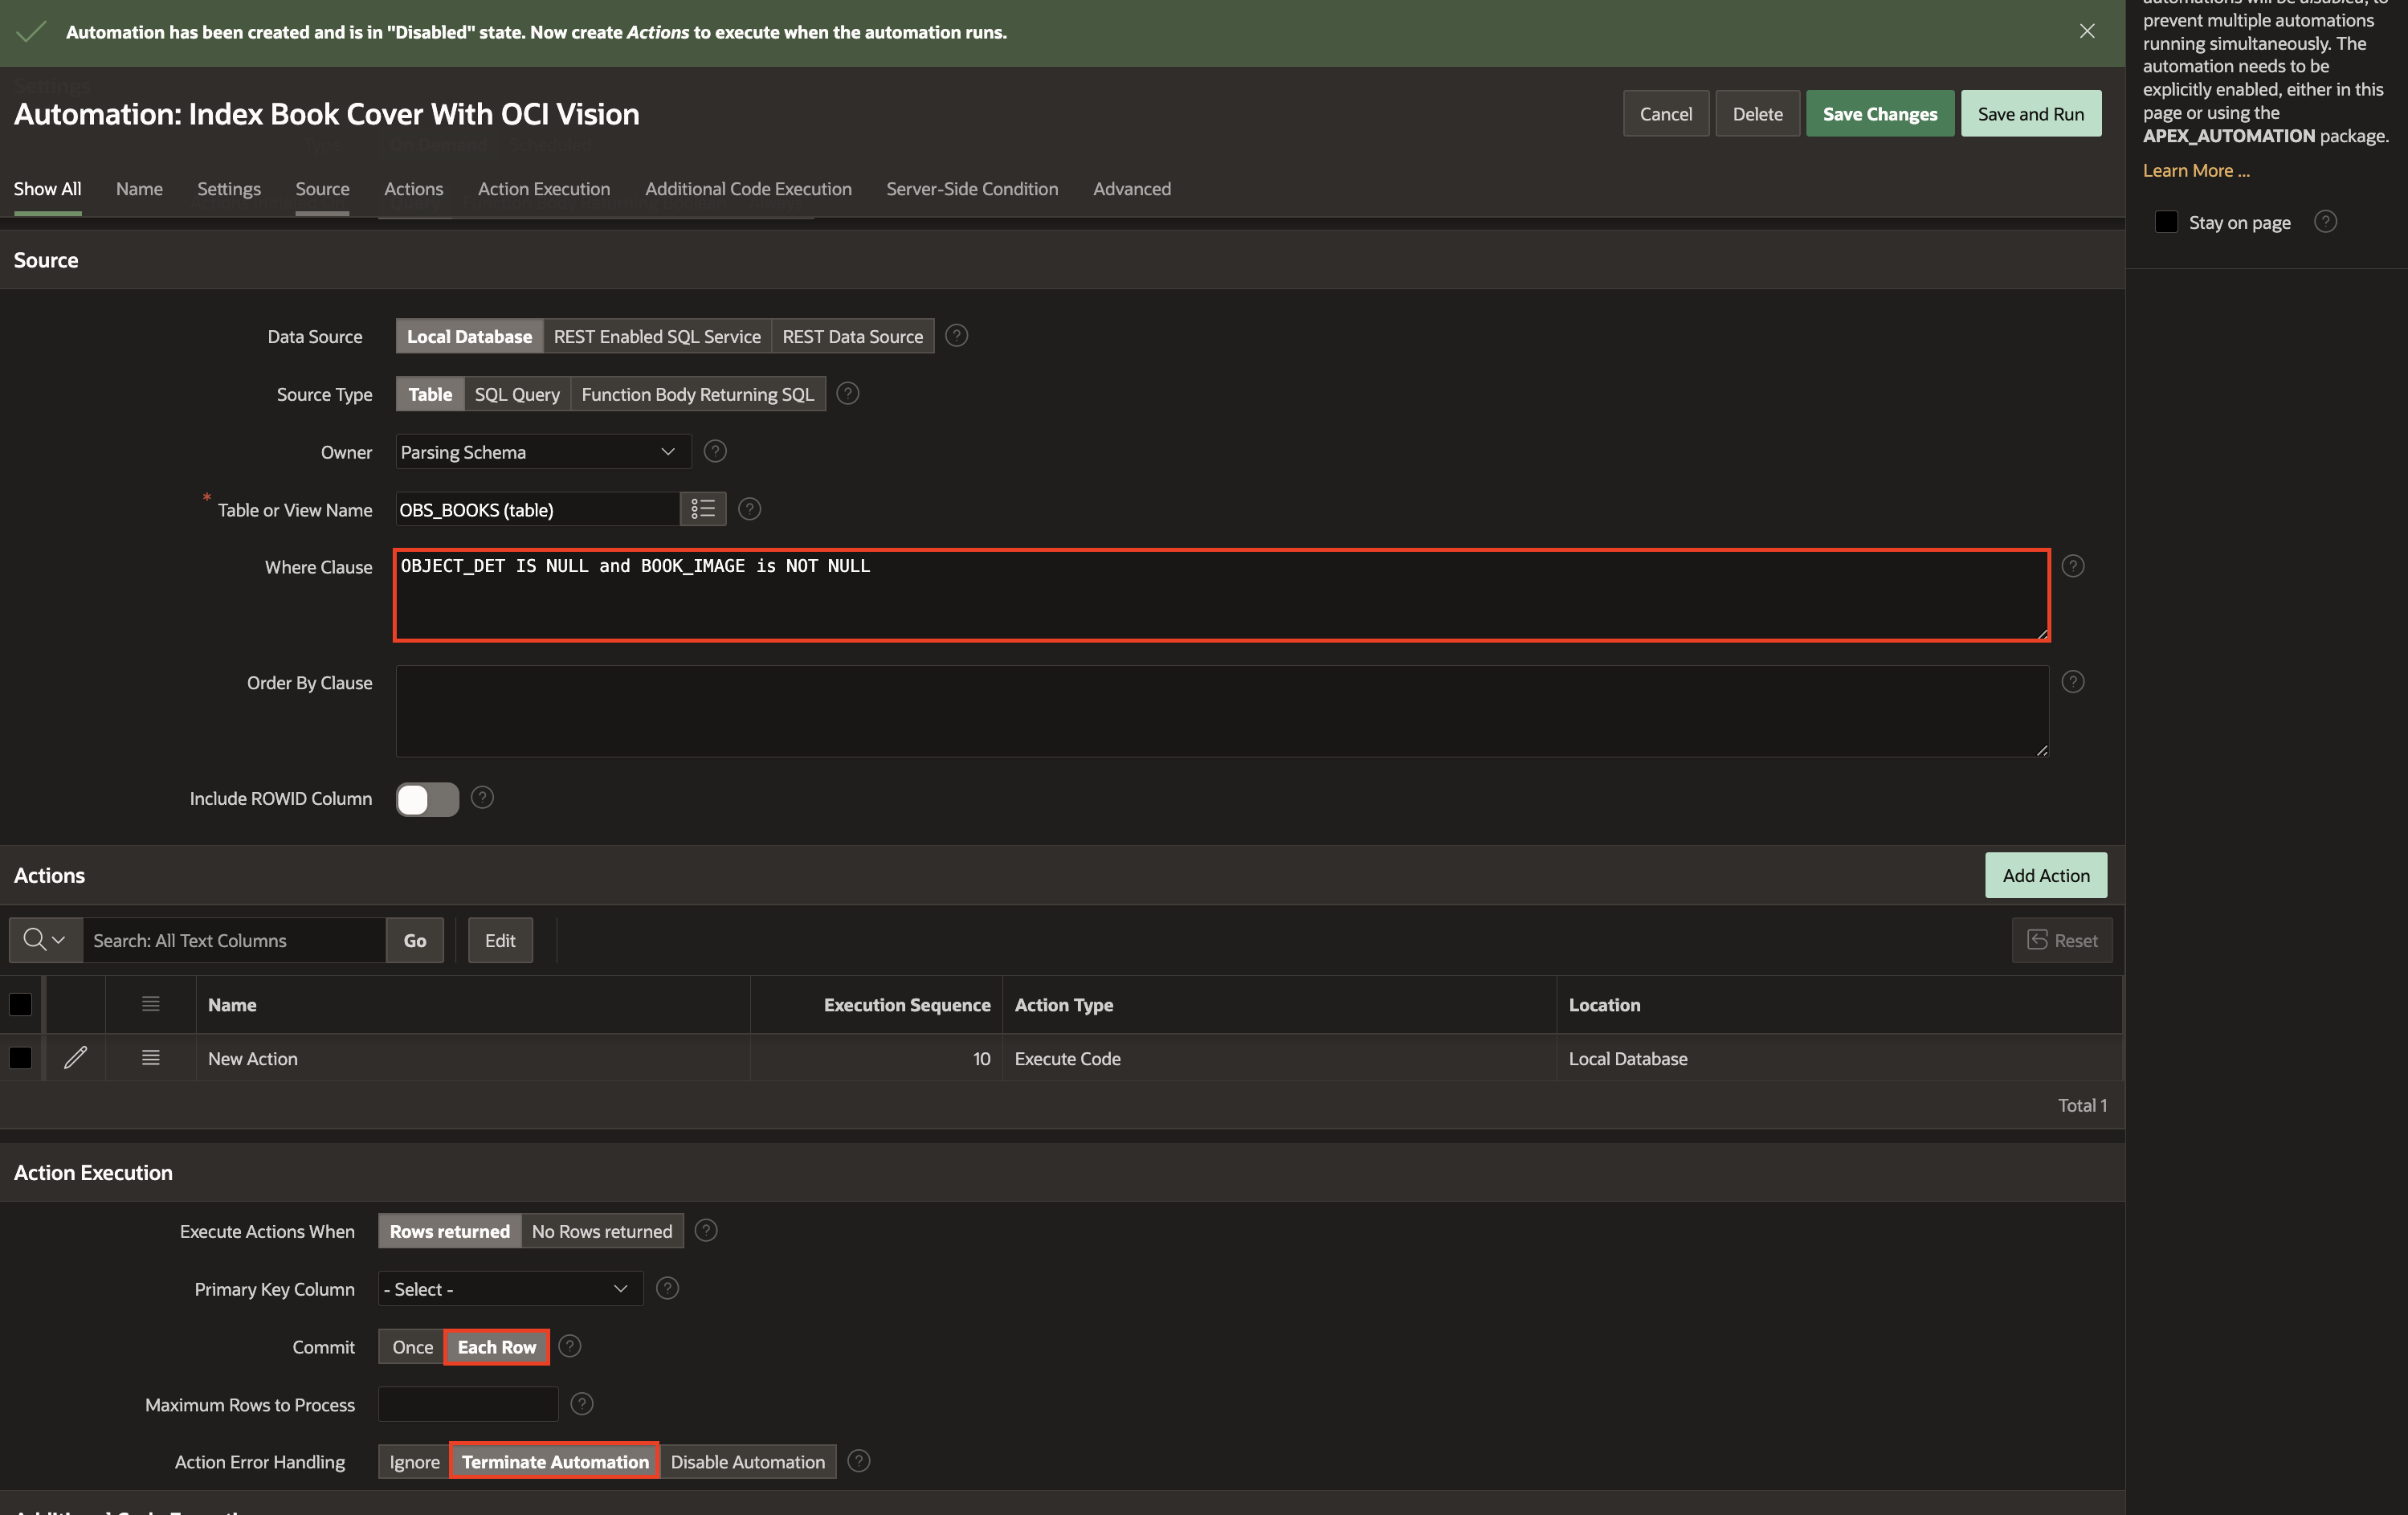 Automation has been created and is in "Disabled" state. Now create Actions to execute when the automation runs.
Automation: Index Book Cover With OCI Vision
Cancel
Delete
Save Changes
Save and Run
Show All
Name
Settings
Source
Actions
Action Execution
Additional Code Execution
Server-Side Condition
Advanced
Source
Data Source
Local Database
REST Enabled SQL Service
REST Data Source
Source Type
Table
SQL Query
Function Body Returning SQL
Owner
Parsing Schema
* Table or View Name
OBS_BOOKS (table)
Where Clause
OBJECT_DET IS NULL and BOOK_IMAGE is NOT NULL
Order By Clause
Include ROWID Column
Actions
Add Action
Search: All Text Columns
Go
Edit
Reset
Name
Execution Sequence
Action Type
Location
New Action
10
Execute Code
Local Database
Total 1
Action Execution
Execute Actions When
Rows returned
No Rows returned
Primary Key Column
- Select -
Commit
Once
Each Row
Maximum Rows to Process
Action Error Handling
Ignore
Terminate Automation
Disable Automation
prevent multiple automations
running simultaneously. The
automation needs to be
explicitly enabled, either in this
page or using the
APEX_AUTOMATION package.
Learn More ...
Stay on page